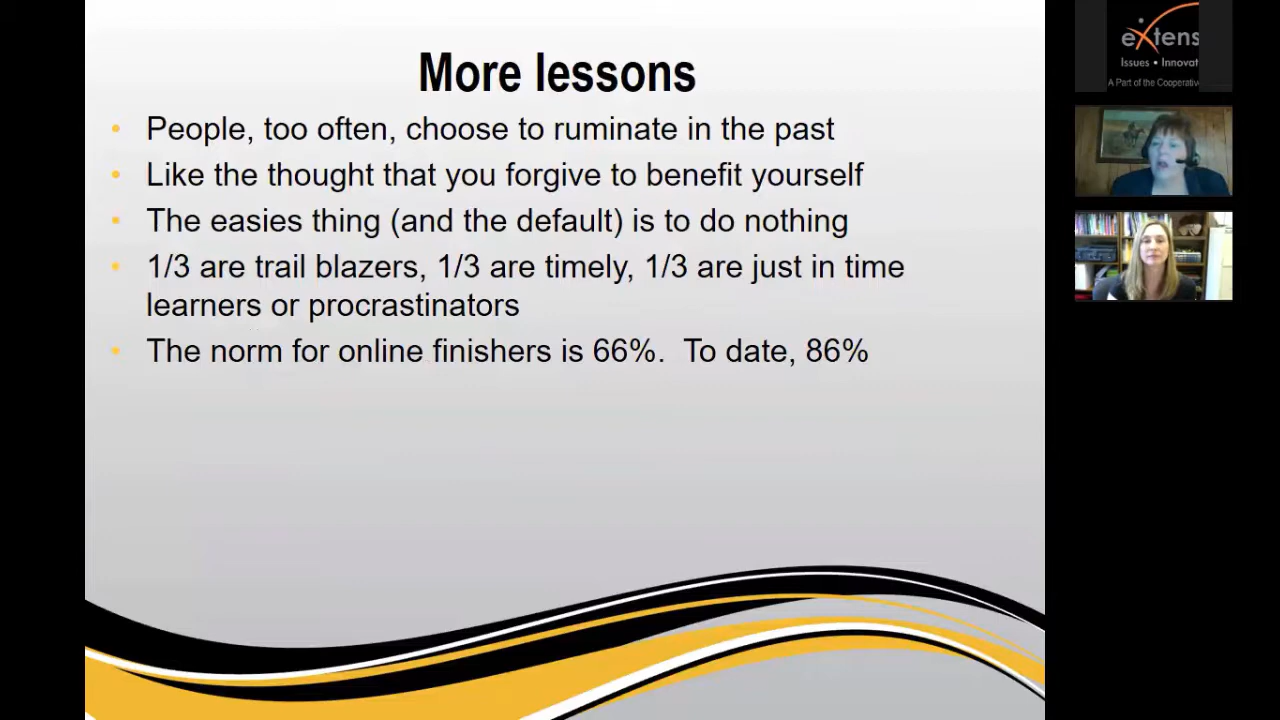 More lessons
People, too often, choose to ruminate in the past
Like the thought that you forgive to benefit yourself
The easies thing (and the default) is to do nothing
1/3 are trail blazers, 1/3 are timely, 1/3 are just in time
learners or procrastinators
The norm for online finishers is 66%.  To date, 86%
eXtens
Issues • Innovat
A Part of the Cooperative